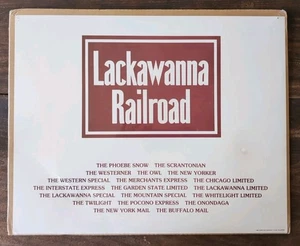 Lackawanna
Railroad
THE PHOEBE SNOW THE SCRANTONIAN
THE WESTERNER THE OWL THE NEW YORKER
THE WESTERN SPECIAL THE MERCHANTS EXPRESS THE CHICAGO LIMITED
THE INTERSTATE EXPRESS THE GARDEN STATE LIMITED THE LACKAWANNA LIMITED
THE LACKAWANNA SPECIAL THE MOUNTAIN SPECIAL THE WHITELIGHT LIMITED
THE TWILIGHT THE POCONO EXPRESS THE ONONDAGA
THE NEW YORK MAIL THE BUFFALO MAIL